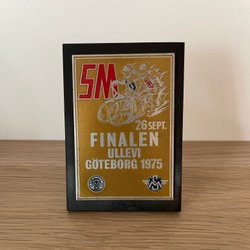 SM
26 SEPT.
FINALEN
ULLEVI
GÖTEBORG 1975